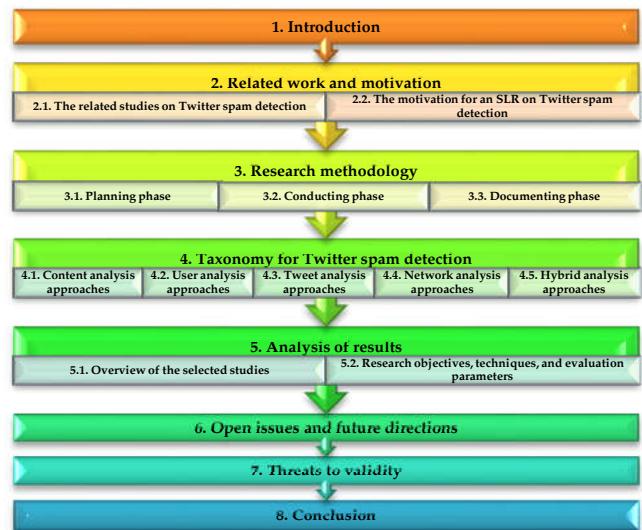 1. Introduction
2. Related work and motivation
2.1. The related studies on Twitter spam detection
2.2. The motivation for an SLR on Twitter spam
detection
3. Research methodology
3.1. Planning phase
3.2. Conducting phase
3.3. Documenting phase
4. Taxonomy for Twitter spam detection
4.1. Content analysis
approaches
4.2. User analysis
approaches
4.3. Tweet analysis
approaches
4.4. Network analysis
approaches
4.5. Hybrid analysis
approaches
5. Analysis of results
5.1. Overview of the selected studies
5.2. Research objectives, techniques, and evaluation
parameters
6. Open issues and future directions
7. Threats to validity
8. Conclusion